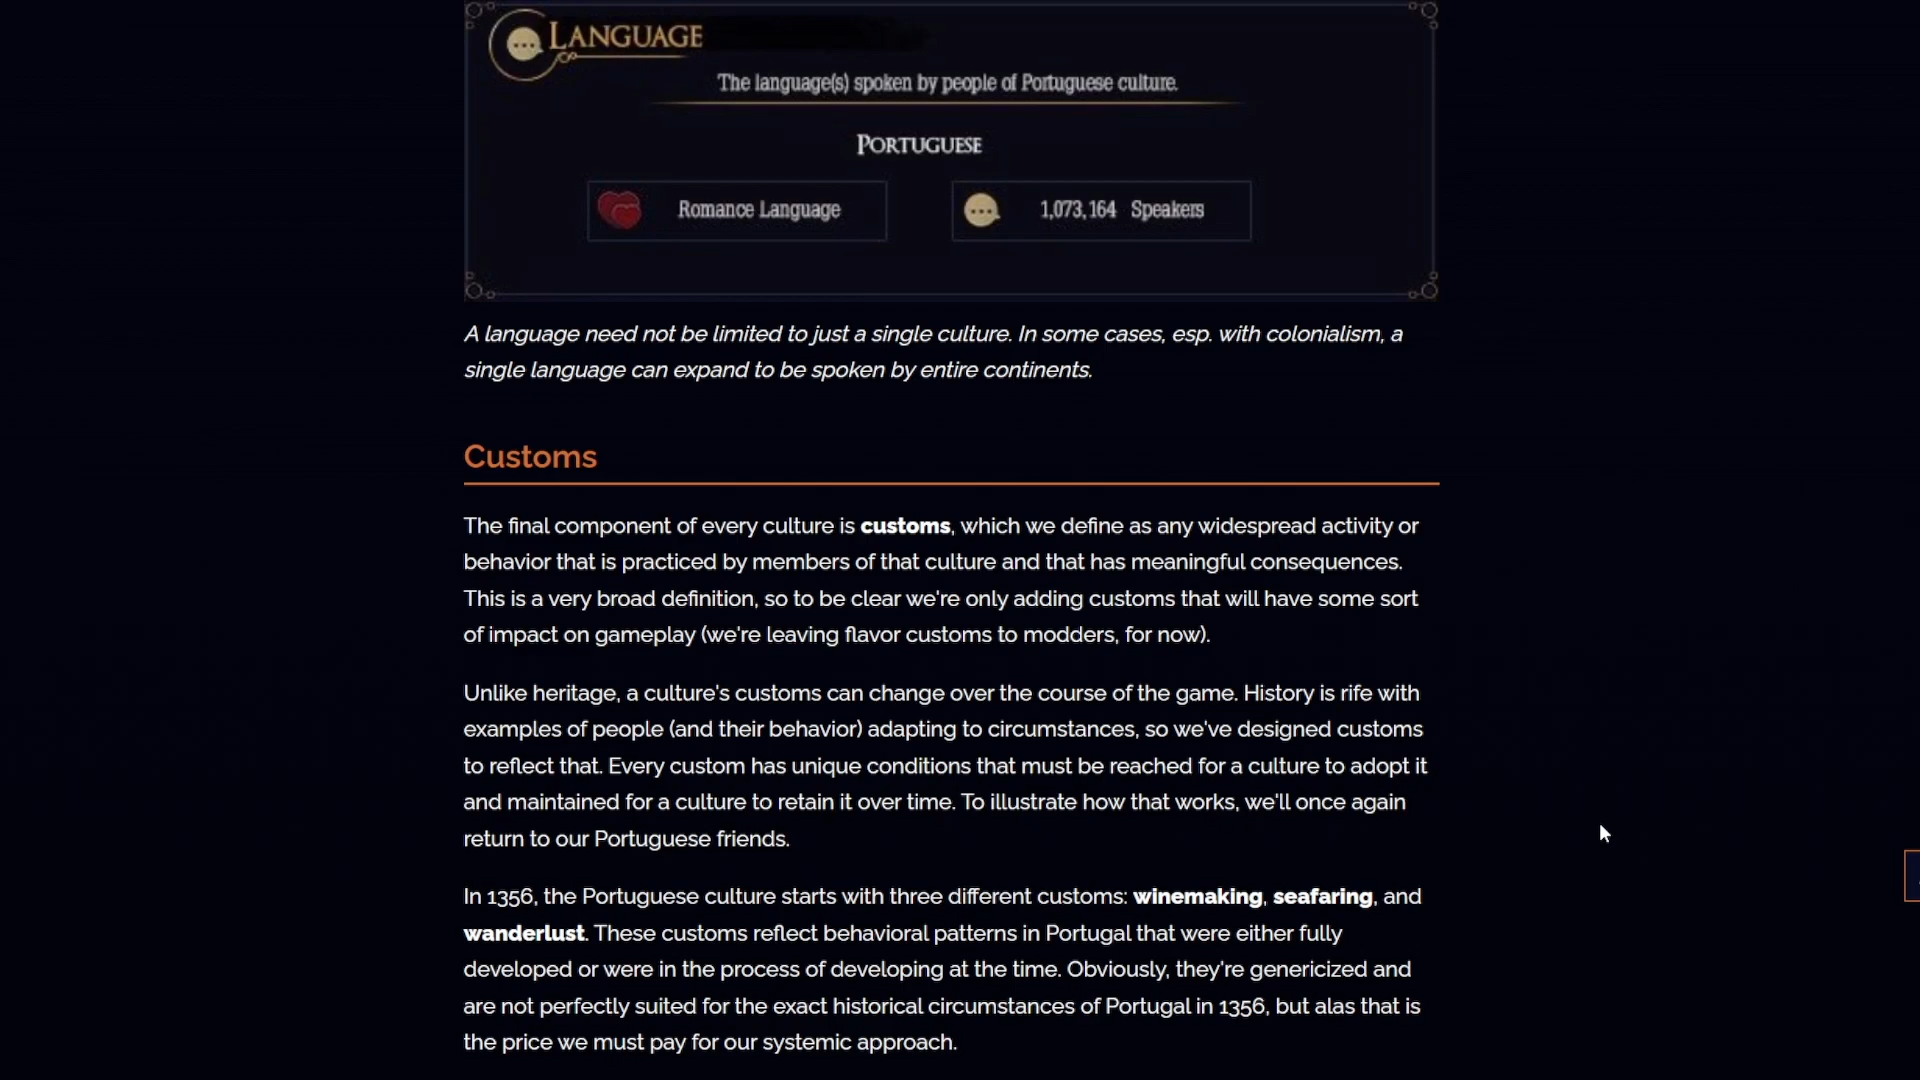 LANGUAGE
The language(s) spoken by people of Portuguese culture.
PORTUGUESE
Romance Language
1,073,164 Speakers
A language need not be limited to just a single culture. In some cases, esp. with colonialism, a
single language can expand to be spoken by entire continents.
Customs
The final component of every culture is customs, which we define as any widespread activity or
behavior that is practiced by members of that culture and that has meaningful consequences.
This is a very broad definition, so to be clear we're only adding customs that will have some sort
of impact on gameplay (we're leaving flavor customs to modders, for now).
Unlike heritage, a culture's customs can change over the course of the game. History is rife with
examples of people (and their behavior) adapting to circumstances, so we've designed customs
to reflect that. Every custom has unique conditions that must be reached for a culture to adopt it
and maintained for a culture to retain it over time. To illustrate how that works, we'll once again
return to our Portuguese friends.
In 1356, the Portuguese culture starts with three different customs: winemaking, seafaring, and
wanderlust. These customs reflect behavioral patterns in Portugal that were either fully
developed or were in the process of developing at the time. Obviously, they're genericized and
are not perfectly suited for the exact historical circumstances of Portugal in 1356, but alas that is
the price we must pay for our systemic approach.